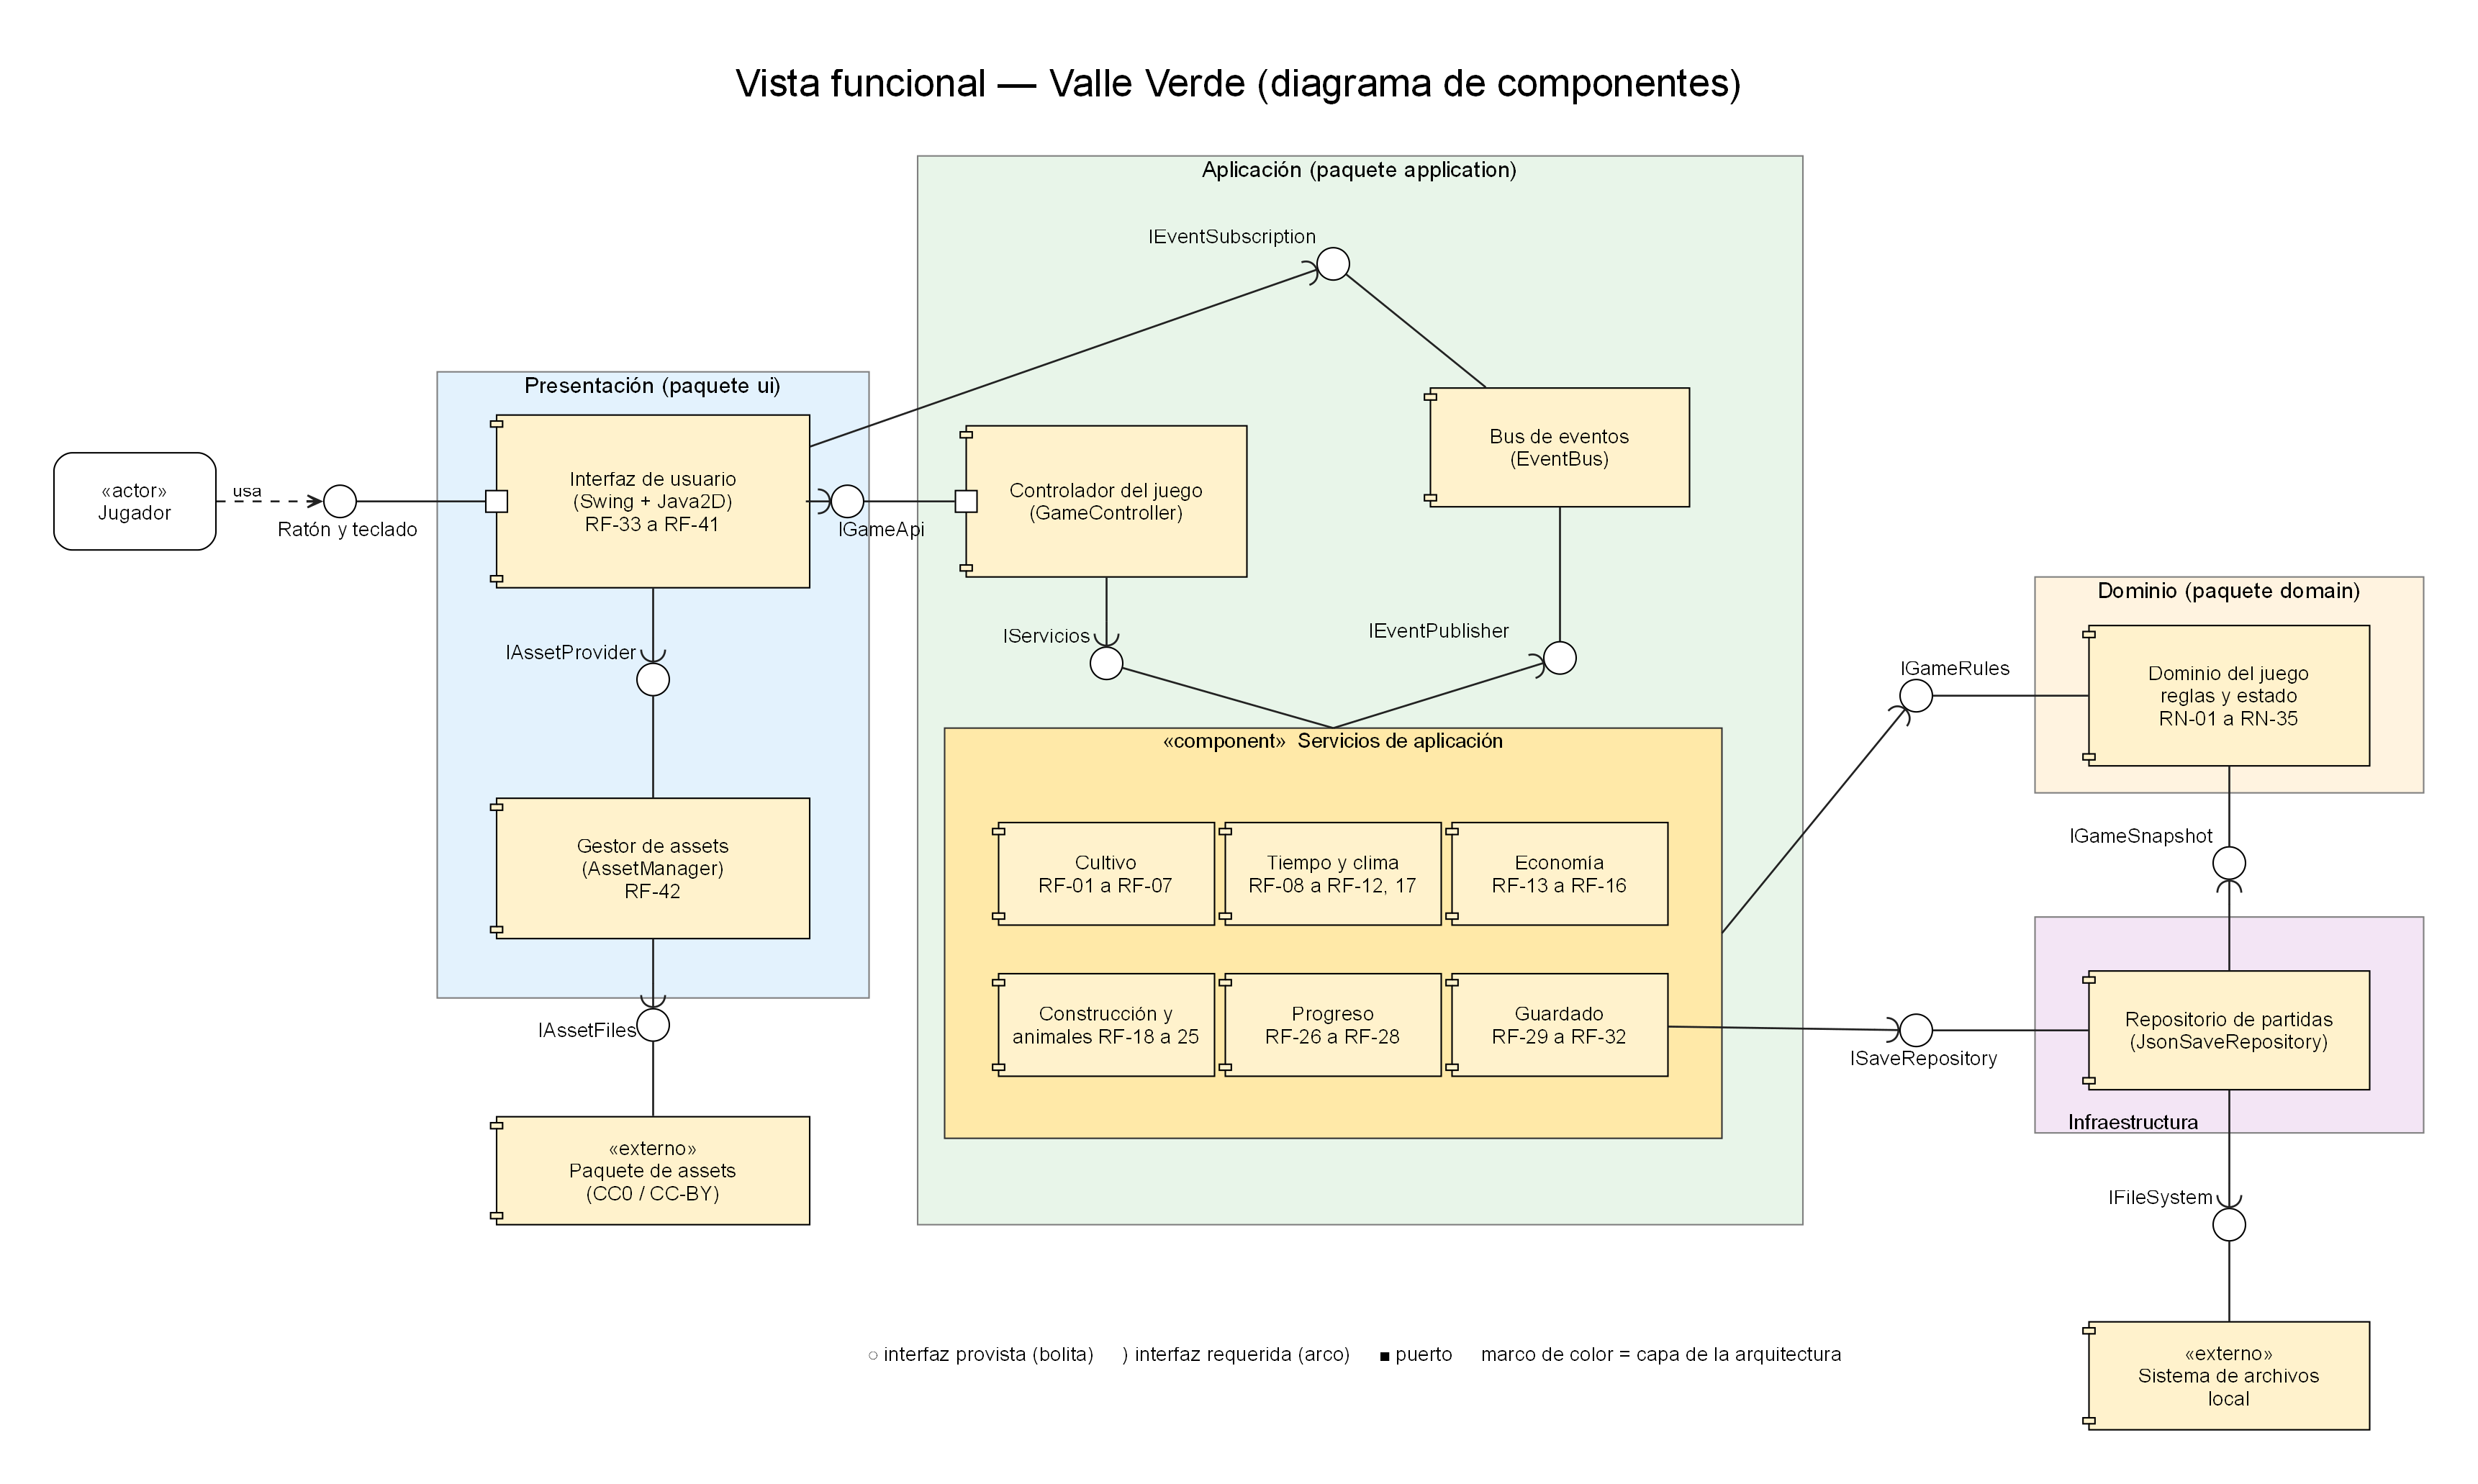 Vista funcional — Valle Verde (diagrama de componentes)
Aplicación (paquete application)
IEventSubscription
Presentación (paquete ui)
«actor»
Jugador
usa
Ratón y teclado
Interfaz de usuario
(Swing + Java2D)
RF-33 a RF-41
IGameApi
Controlador del juego
(GameController)
Bus de eventos
(EventBus)
IAssetProvider
IServicios
IEventPublisher
Gestor de assets
(AssetManager)
RF-42
IAssetFiles
«externo»
Paquete de assets
(CC0 / CC-BY)
«component»  Servicios de aplicación
Cultivo
RF-01 a RF-07
Tiempo y clima
RF-08 a RF-12, 17
Economía
RF-13 a RF-16
Construcción y
animales RF-18 a 25
Progreso
RF-26 a RF-28
Guardado
RF-29 a RF-32
Dominio (paquete domain)
IGameRules
Dominio del juego
reglas y estado
RN-01 a RN-35
IGameSnapshot
ISaveRepository
Repositorio de partidas
(JsonSaveRepository)
Infraestructura
IFileSystem
«externo»
Sistema de archivos
local
○ interfaz provista (bolita) ) interfaz requerida (arco) ■ puerto marco de color = capa de la arquitectura